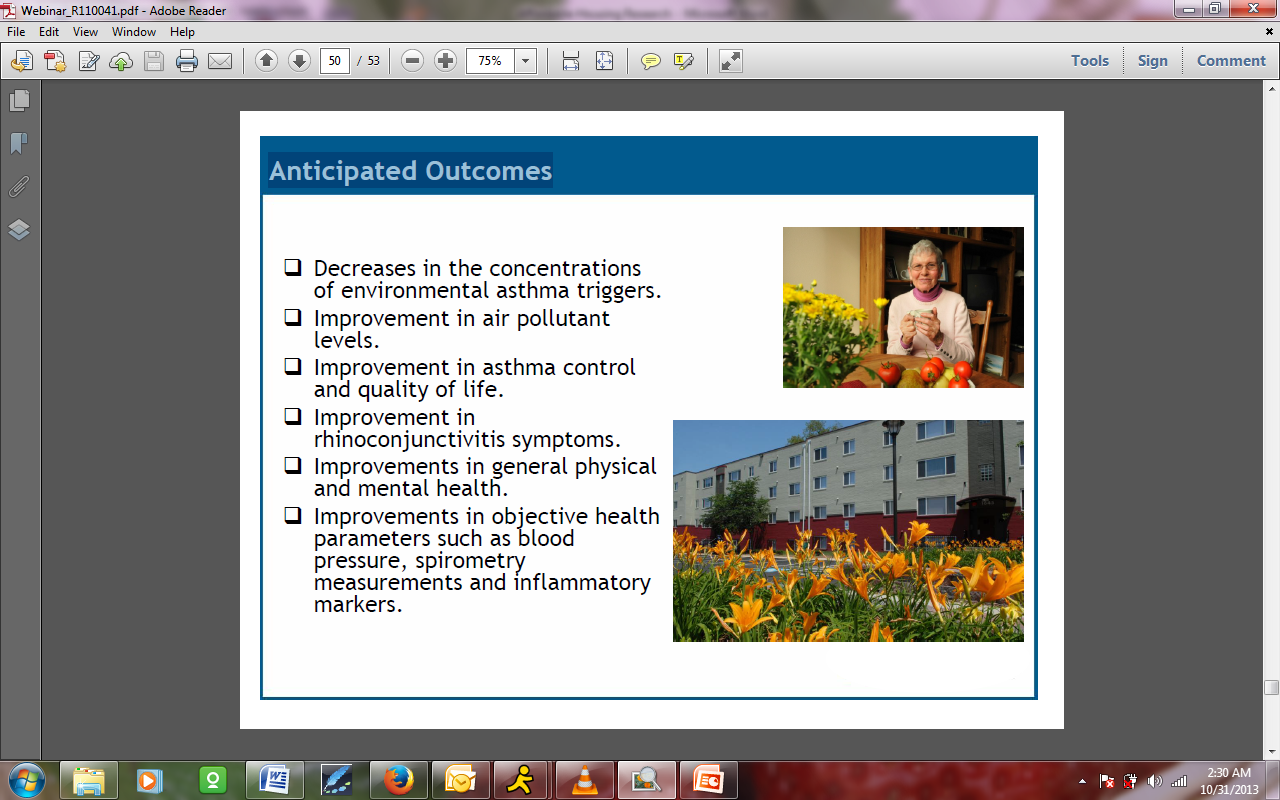 Webinar_R110041.pdf - Adobe Reader
File Edit View Window Help
50 / 53 75% Tools Sign Comment
Anticipated Outcomes
Decreases in the concentrations
of environmental asthma triggers.
Improvement in air pollutant
levels.
Improvement in asthma control
and quality of life.
Improvement in
rhinoconjunctivitis symptoms.
Improvements in general physical
and mental health.
Improvements in objective health
parameters such as blood
pressure, spirometry
measurements and inflammatory
markers.
2:30 AM
10/31/2013